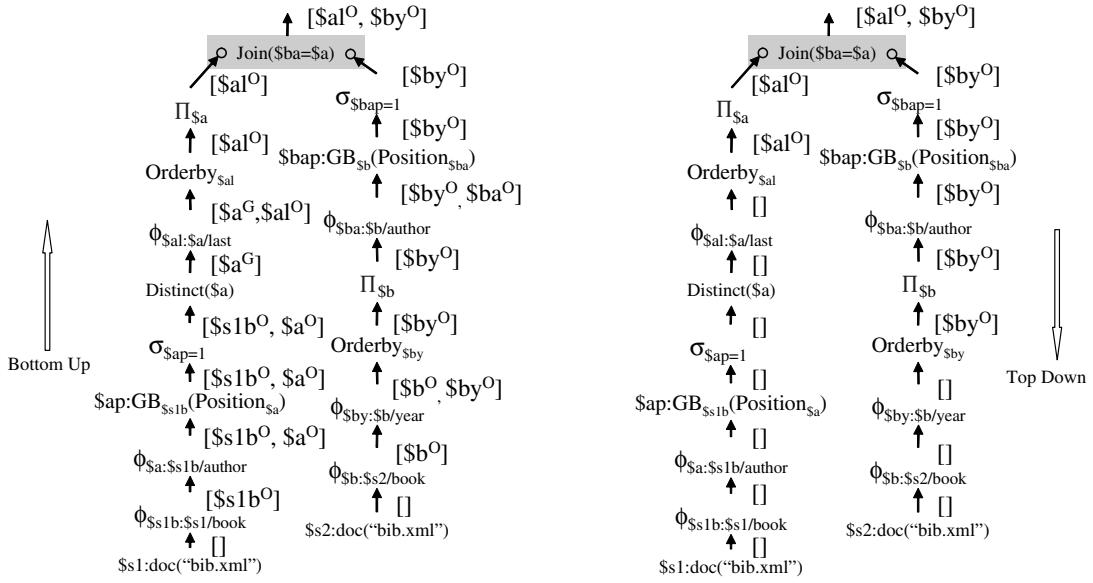 [$al^O, $by^O]
Join($ba=$a)
[$al^O]
[$by^O]
Π$a
σ$bap=1
[$al^O]
[$by^O]
Orderby$al
$bap:GB$b(Position$ba)
[$a^G,$al^O]
[$by^O, $ba^O]
ϕ$al:$a/last
ϕ$ba:$b/author
[$a^G]
[$by^O]
Distinct($a)
Π$b
[$s1b^O, $a^O]
[$by^O]
σ$ap=1
Orderby$by
Bottom Up
[$s1b^O, $a^O]
[$b^O, $by^O]
$ap:GB$s1b(Position$a)
ϕ$by:$b/year
[$s1b^O, $a^O]
[$b^O]
ϕ$a:$s1b/author
ϕ$b:$s2/book
[$s1b^O]
[]
ϕ$s1b:$s1/book
$s2:doc(“bib.xml”)
[]
$s1:doc(“bib.xml”)
[$al^O, $by^O]
Join($ba=$a)
[$al^O]
[$by^O]
Π$a
σ$bap=1
[$al^O]
[$by^O]
Orderby$al
$bap:GB$b(Position$ba)
[]
[$by^O]
ϕ$al:$a/last
ϕ$ba:$b/author
[]
[$by^O]
Distinct($a)
Π$b
[]
[$by^O]
σ$ap=1
Orderby$by
Top Down
[]
[]
$ap:GB$s1b(Position$a)
ϕ$by:$b/year
[]
[]
ϕ$a:$s1b/author
ϕ$b:$s2/book
[]
[]
ϕ$s1b:$s1/book
$s2:doc(“bib.xml”)
[]
$s1:doc(“bib.xml”)